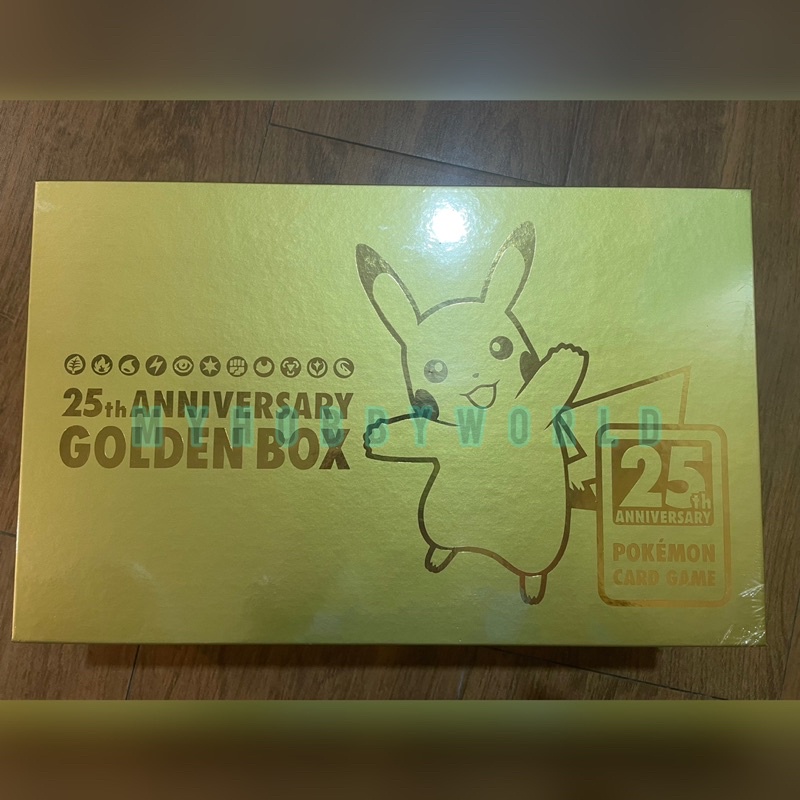 25th ANNIVERSARY
GOLDEN BOX
MYHOBBYWORLD
25th
ANNIVERSARY
POKÉMON
CARD GAME